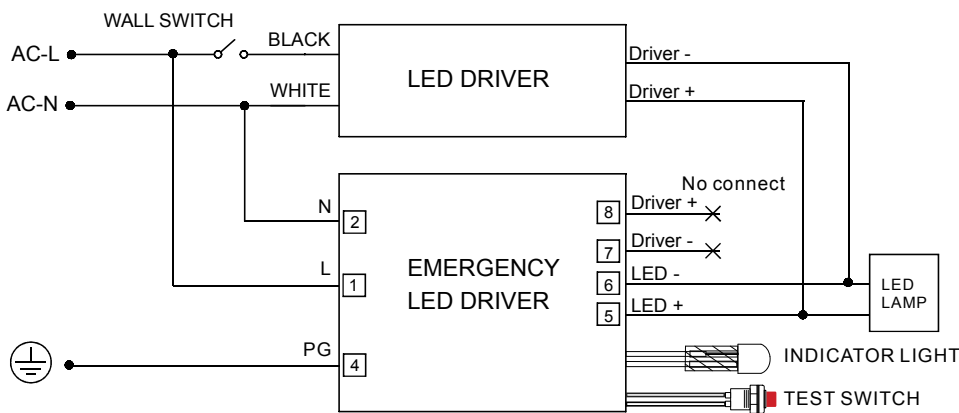 WALL SWITCH
AC-L
BLACK
LED DRIVER
Driver -
AC-N
WHITE
Driver +
No connect
N
2
8
Driver +
7
Driver -
L
1
EMERGENCY
LED DRIVER
6
LED -
5
LED +
LED
LAMP
PG
4
INDICATOR LIGHT
TEST SWITCH